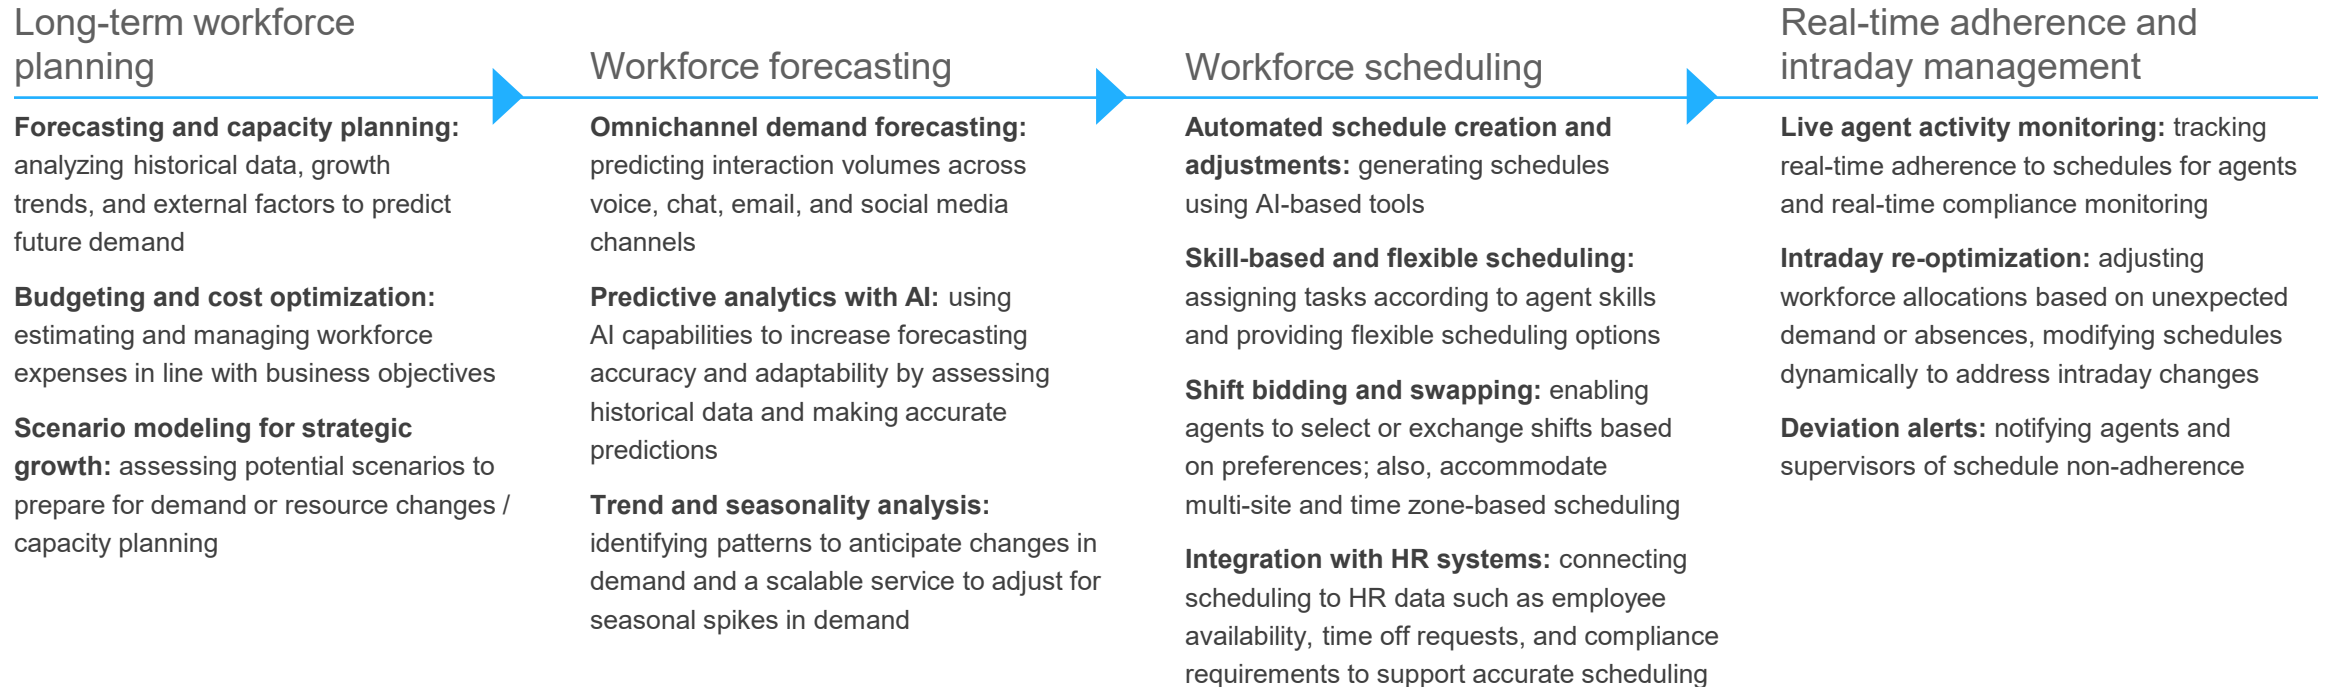 Long-term workforce
planning
Forecasting and capacity planning:
analyzing historical data, growth
trends, and external factors to predict
future demand
Budgeting and cost optimization:
estimating and managing workforce
expenses in line with business objectives
Scenario modeling for strategic
growth: assessing potential scenarios to
prepare for demand or resource changes /
capacity planning
Workforce forecasting
Omnichannel demand forecasting:
predicting interaction volumes across
voice, chat, email, and social media
channels
Predictive analytics with AI: using
AI capabilities to increase forecasting
accuracy and adaptability by assessing
historical data and making accurate
predictions
Trend and seasonality analysis:
identifying patterns to anticipate changes in
demand and a scalable service to adjust for
seasonal spikes in demand
Workforce scheduling
Automated schedule creation and
adjustments: generating schedules
using AI-based tools
Skill-based and flexible scheduling:
assigning tasks according to agent skills
and providing flexible scheduling options
Shift bidding and swapping: enabling
agents to select or exchange shifts based
on preferences; also, accommodate
multi-site and time zone-based scheduling
Integration with HR systems: connecting
scheduling to HR data such as employee
availability, time off requests, and compliance
requirements to support accurate scheduling
Real-time adherence and
intraday management
Live agent activity monitoring: tracking
real-time adherence to schedules for agents
and real-time compliance monitoring
Intraday re-optimization: adjusting
workforce allocations based on unexpected
demand or absences, modifying schedules
dynamically to address intraday changes
Deviation alerts: notifying agents and
supervisors of schedule non-adherence